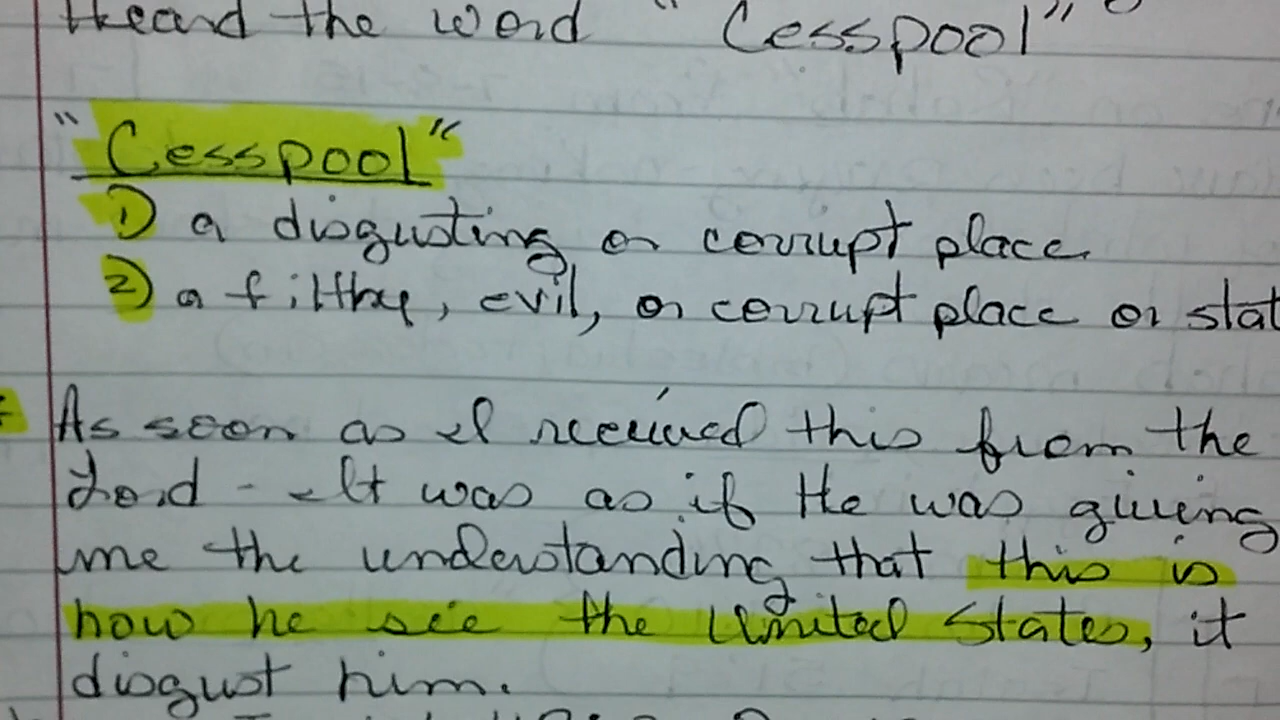 Heard the word "Cesspool"
"Cesspool"
1) a disgusting or corrupt place
2) a filthy, evil, or corrupt place or stat
As soon as I received this from the
Lord - It was as if He was giving
me the understanding that this is
how he see the United States, it
disgust him.